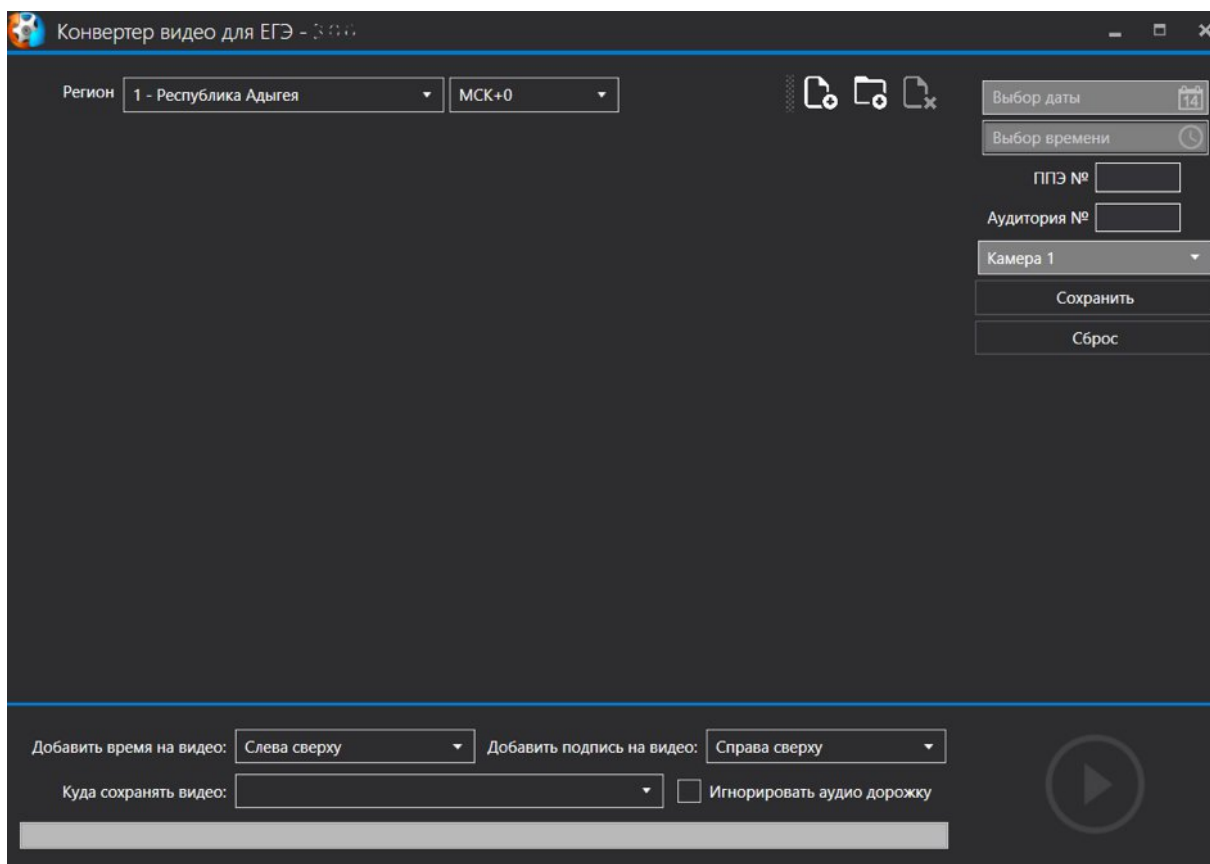 Конвертер видео для ЕГЭ -
Регион 1 - Республика Адыгея МСК+0
Выбор даты 14
Выбор времени
ППЭ №
Аудитория №
Камера 1
Сохранить
Сброс
Добавить время на видео: Слева сверху Добавить подпись на видео: Справа сверху
Куда сохранять видео: Игнорировать аудио дорожку